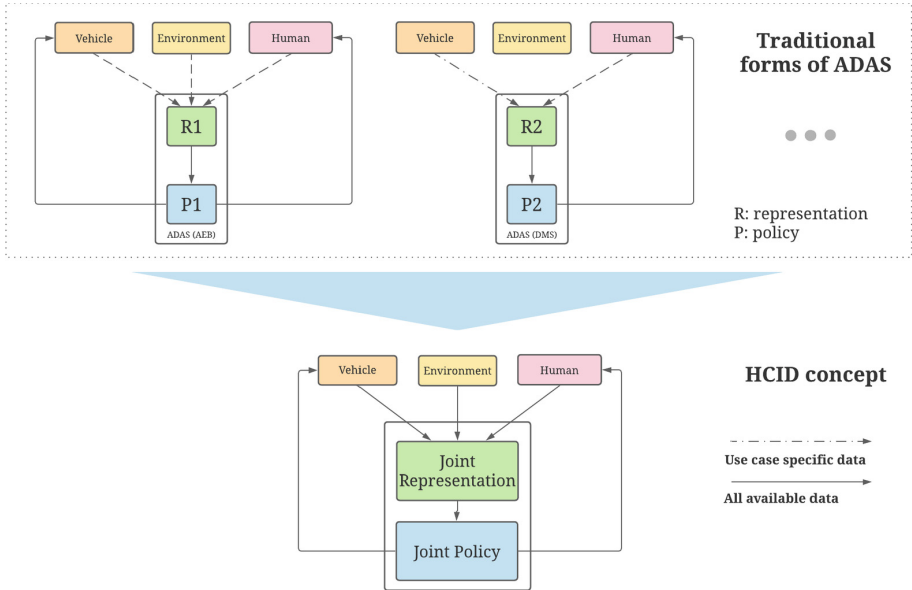 Vehicle
Environment
Human
R1
P1
ADAS (AEB)
Vehicle
Environment
Human
R2
P2
ADAS (DMS)
Traditional
forms of ADAS
R: representation
P: policy
Vehicle
Environment
Human
Joint
Representation
Joint Policy
HCID concept
Use case specific data
All available data